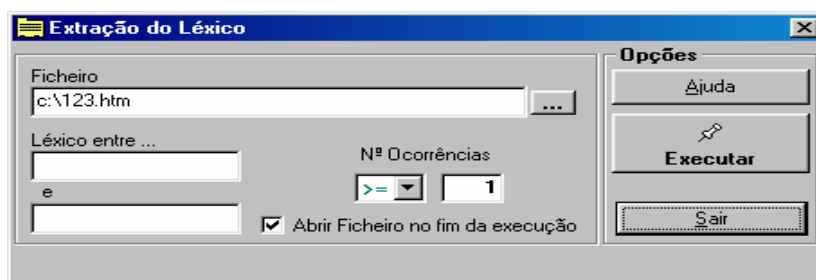 Extração do Léxico
Ficheiro
c:\123.htm
...
Léxico entre ...
e
Nº Ocorrências
>= 1
Abrir Ficheiro no fim da execução
Opções
Ajuda
Executar
Sair